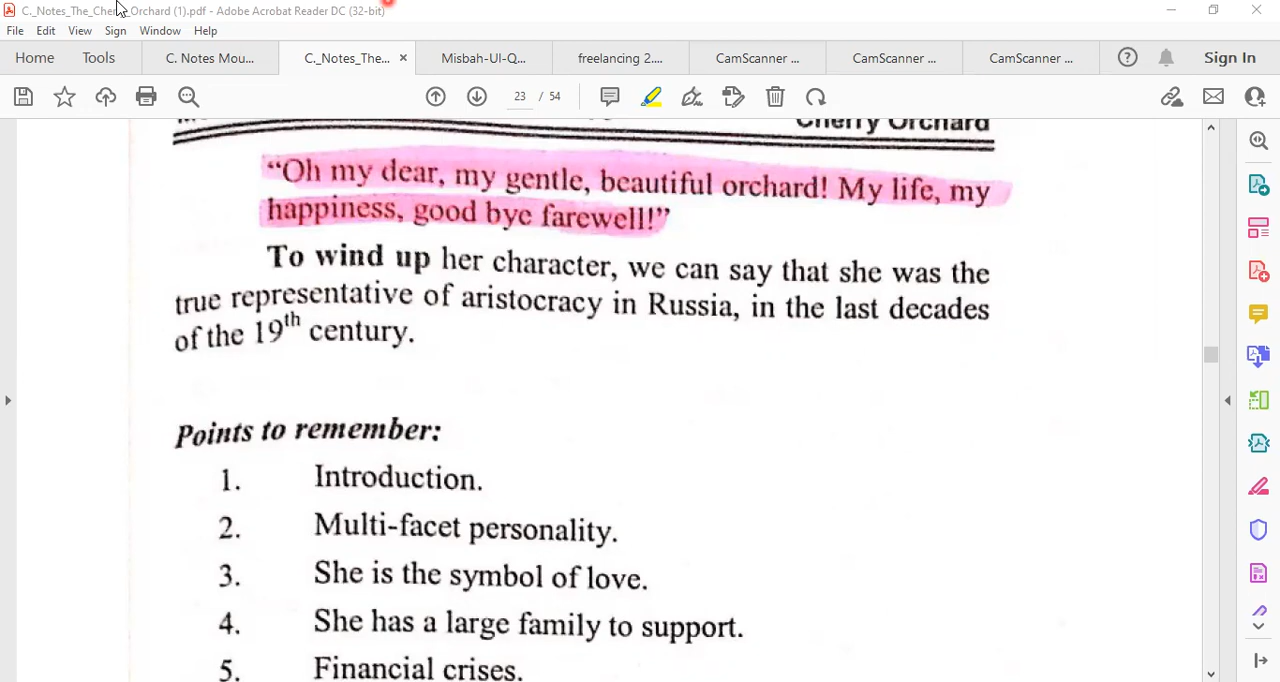 C._Notes_The_Cherry_Orchard (1).pdf - Adobe Acrobat Reader DC (32-bit)
File Edit View Sign Window Help
Home Tools C. Notes Mou... C._Notes_The... Misbah-Ul-Q... freelancing 2.... CamScanner ... CamScanner ... CamScanner ... Sign In
23 / 54
Cherry Orchard
“Oh my dear, my gentle, beautiful orchard! My life, my
happiness, good bye farewell!”
To wind up her character, we can say that she was the
true representative of aristocracy in Russia, in the last decades
of the 19th century.
Points to remember:
1. Introduction.
2. Multi-facet personality.
3. She is the symbol of love.
4. She has a large family to support.
5. Financial crises.